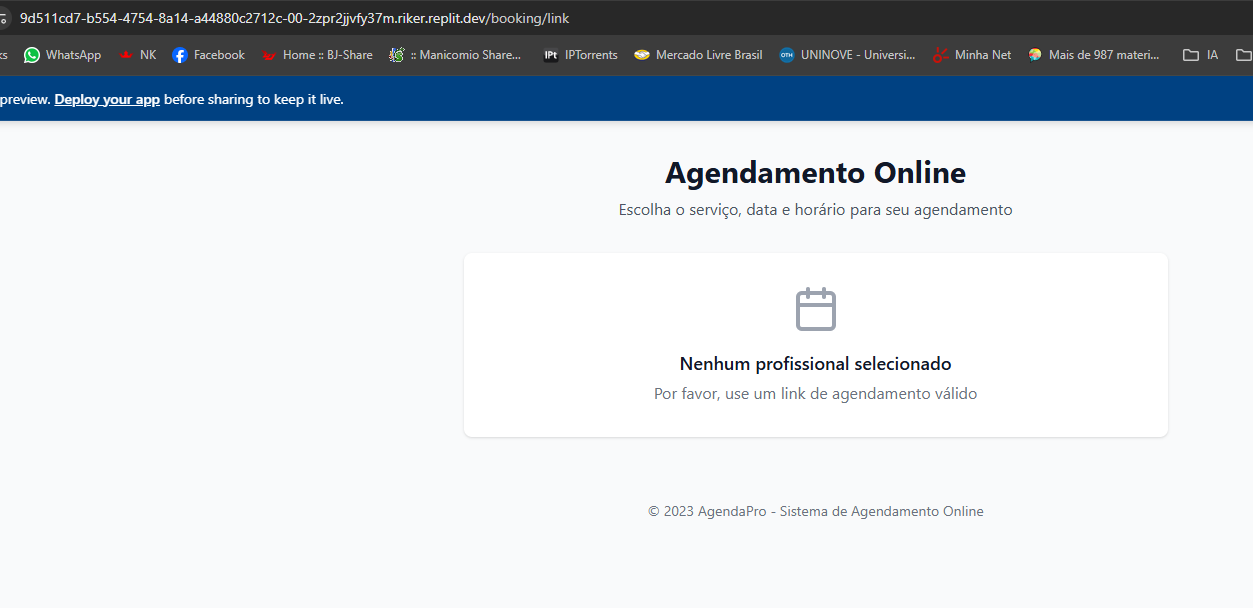 9d511cd7-b554-4754-8a14-a44880c2712c-00-2zpr2jjvfy37m.riker.replit.dev/booking/link
ks WhatsApp NK Facebook Home :: BJ-Share :: Manicomio Share... IPT IPTorrents Mercado Livre Brasil OTH UNINOVE - Universi... Minha Net Mais de 987 materi... IA
preview. Deploy your app before sharing to keep it live.
Agendamento Online
Escolha o serviço, data e horário para seu agendamento
Nenhum profissional selecionado
Por favor, use um link de agendamento válido
© 2023 AgendaPro - Sistema de Agendamento Online